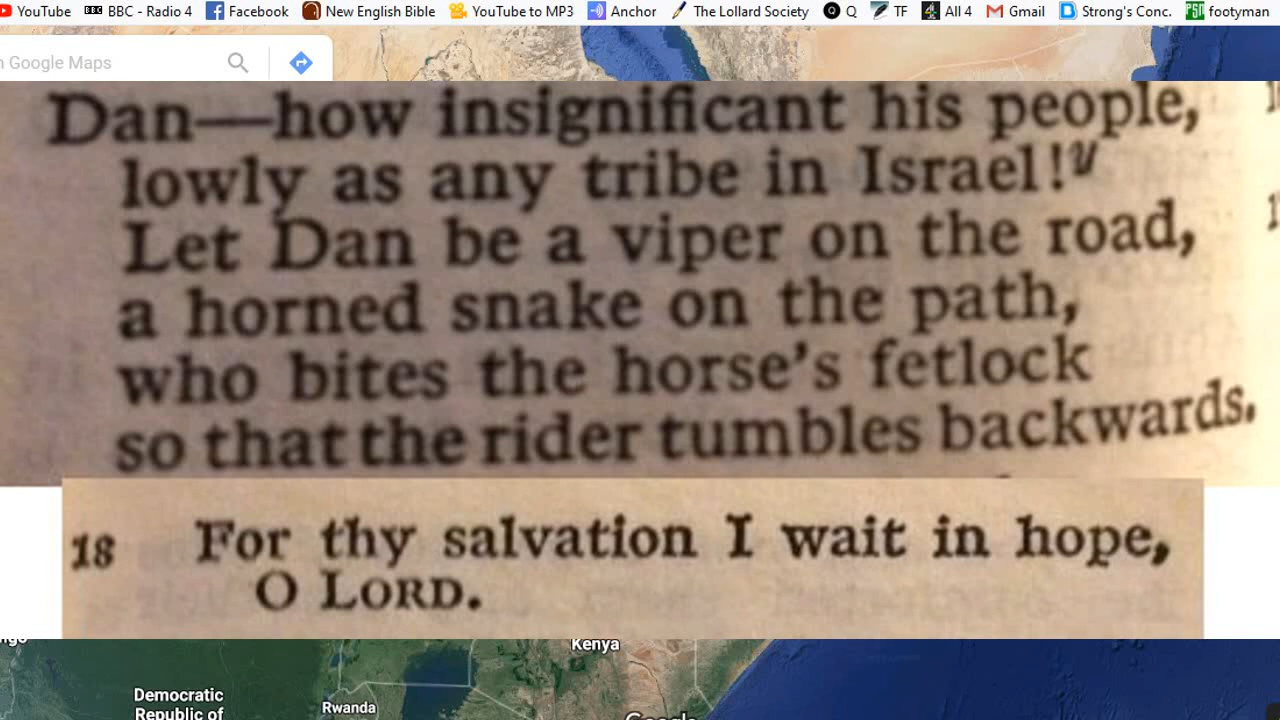 YouTube BBC - Radio 4 Facebook New English Bible YouTube to MP3 Anchor The Lollard Society Q TF All 4 Gmail Strong's Conc. footyman
Google Maps
Dan—how insignificant his people,
lowly as any tribe in Israel!y
Let Dan be a viper on the road,
a horned snake on the path,
who bites the horse's fetlock
so that the rider tumbles backwards.
18 For thy salvation I wait in hope,
O LORD.
Kenya
Democratic
Republic of
Rwanda
Google